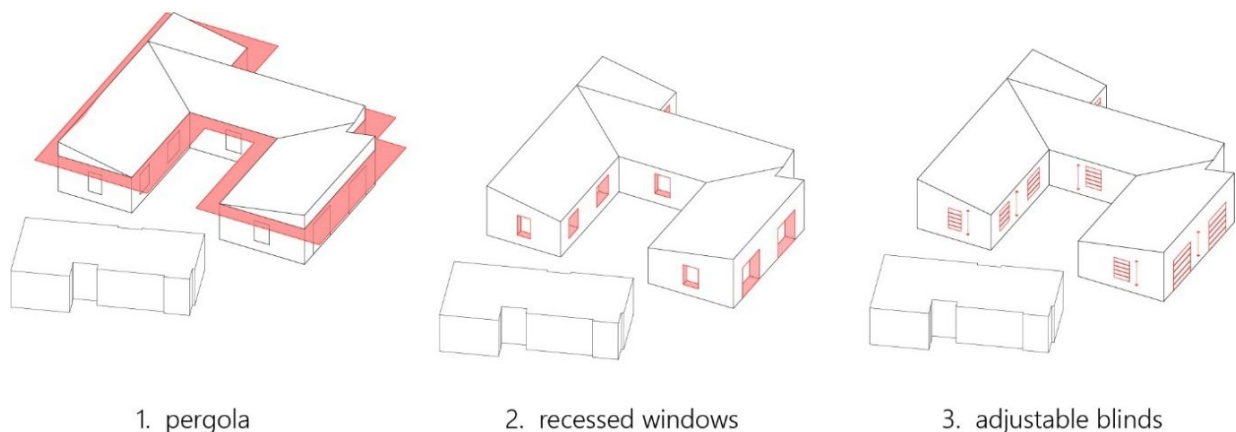 1. pergola
2. recessed windows
3. adjustable blinds